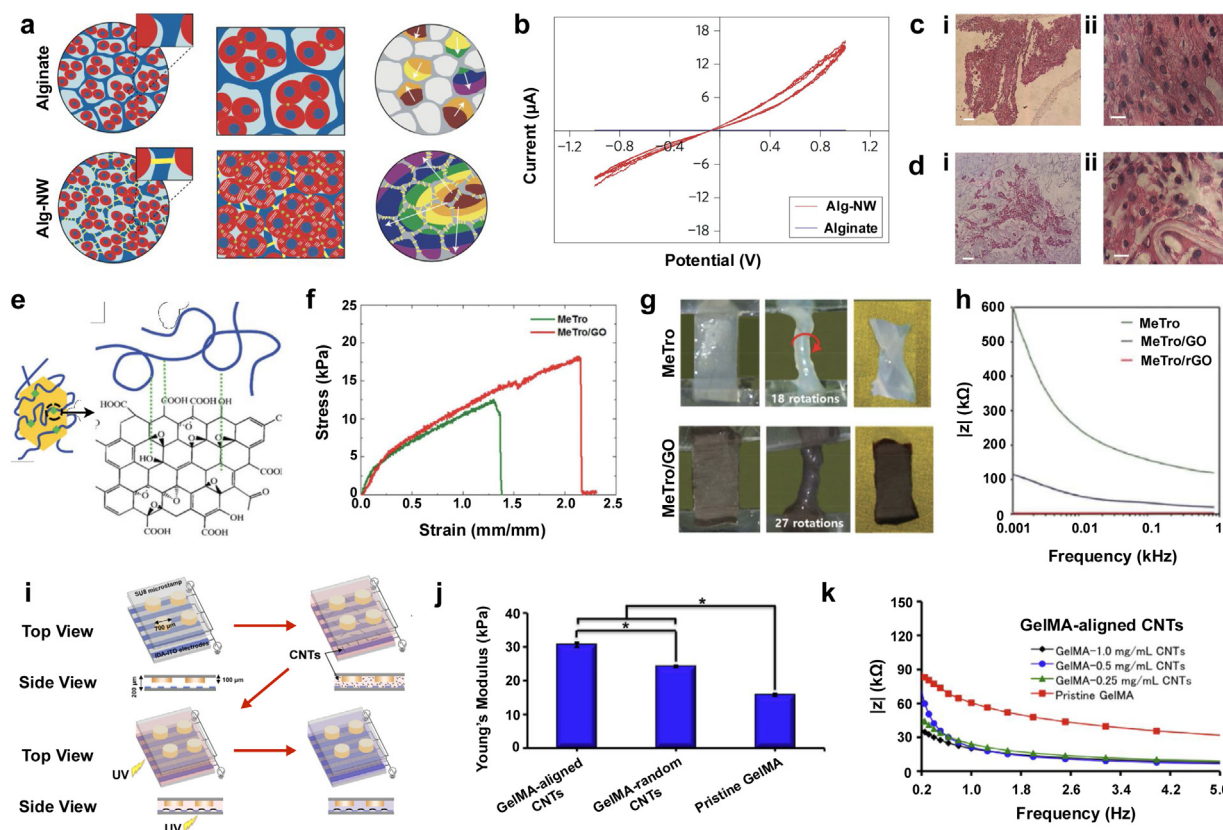 a
Alginate
Alg-NW
b
Current (µA)
18
12
6
−6
−12
−18
−1.2
−0.4
0.4
1.2
Alg-NW
Alginate
Potential (V)
c
i
ii
d
i
ii
e
HOOC
COOH
COOH
COOH
OH
O
HO
COOH
O
OH
COOH
COOH
f
Stress (kPa)
25
20
15
10
5
0
0.0
0.5
1.0
1.5
2.0
2.5
MeTro
MeTro/GO
Strain (mm/mm)
g
MeTro
18 rotations
MeTro/GO
27 rotations
h
|z| (kΩ)
600
500
400
300
200
100
0
0.001
0.01
0.1
1
MeTro
MeTro/GO
MeTro/rGO
Frequency (kHz)
i
Top View
SU8 microstamp
700 µm
IDA-ITO electrodes
CNTs
Side View
200 µm
100 µm
Top View
UV
Side View
UV
j
Young's Modulus (kPa)
40
30
20
10
0
*
*
GelMA-aligned
CNTs
GelMA-random
CNTs
Pristine GelMA
k
|z| (kΩ)
150
120
90
60
30
0
GelMA-aligned CNTs
GelMA-1.0 mg/mL CNTs
GelMA-0.5 mg/mL CNTs
GelMA-0.25 mg/mL CNTs
Pristine GelMA
0.2
1.0
1.8
2.6
3.4
4.2
5.0
Frequency (Hz)